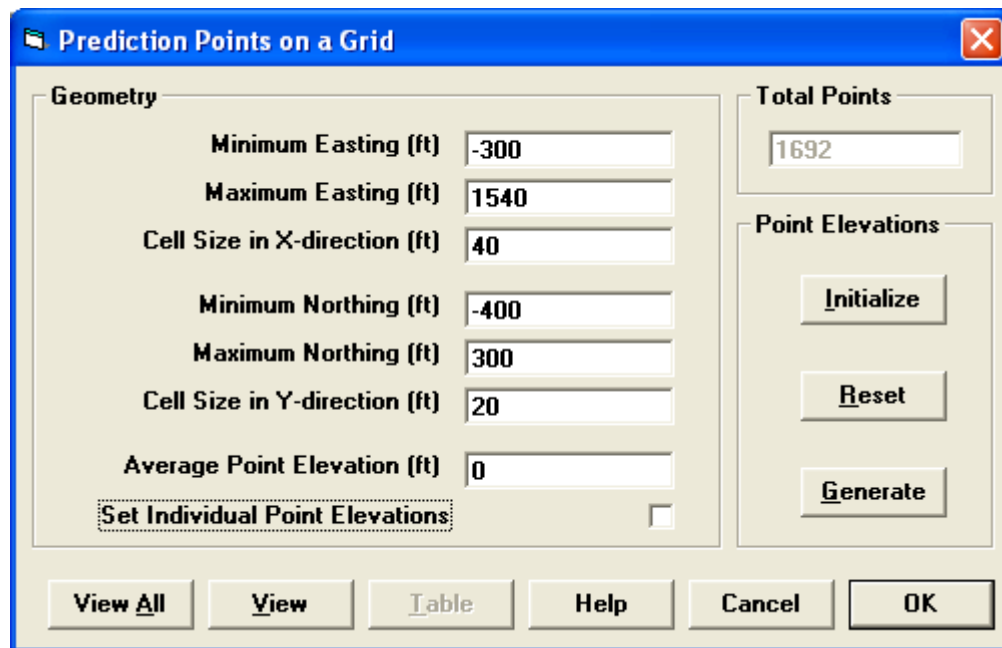 Prediction Points on a Grid
Geometry
Minimum Easting (ft) -300
Maximum Easting (ft) 1540
Cell Size in X-direction (ft) 40
Minimum Northing (ft) -400
Maximum Northing (ft) 300
Cell Size in Y-direction (ft) 20
Average Point Elevation (ft) 0
Set Individual Point Elevations
Total Points
1692
Point Elevations
Initialize
Reset
Generate
View All View Table Help Cancel OK